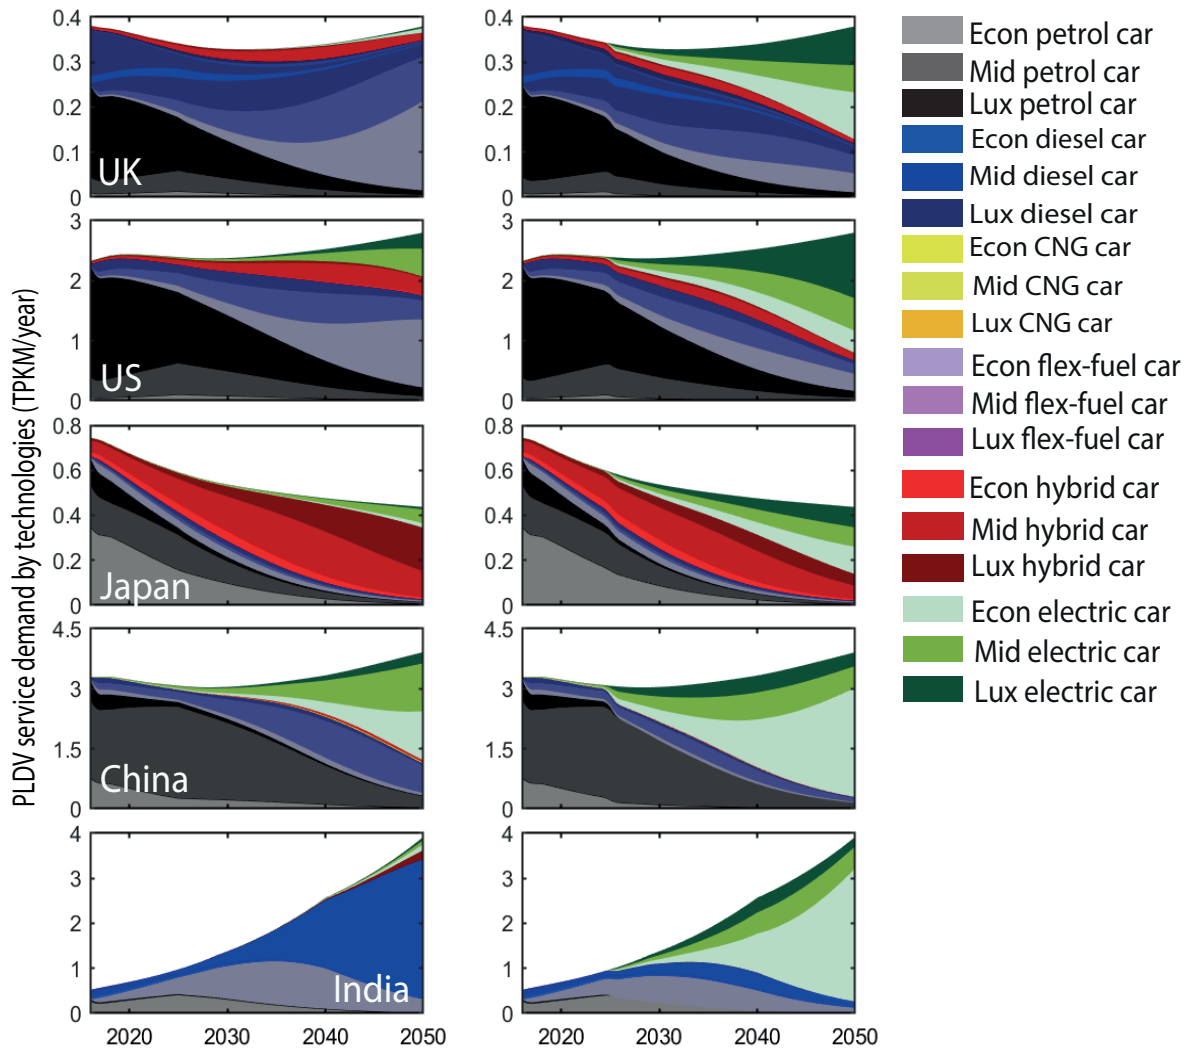 PLDV service demand by technologies (TPKM/year)
0.4
0.3
0.2
0.1
0
UK
0.4
0.3
0.2
0.1
0
3
2
1
0
US
3
2
1
0
0.8
0.6
0.4
0.2
0
Japan
0.8
0.6
0.4
0.2
0
4.5
3
1.5
0
China
4.5
3
1.5
0
4
3
2
1
0
India
2020 2030 2040 2050
4
3
2
1
0
2020 2030 2040 2050
Econ petrol car
Mid petrol car
Lux petrol car
Econ diesel car
Mid diesel car
Lux diesel car
Econ CNG car
Mid CNG car
Lux CNG car
Econ flex-fuel car
Mid flex-fuel car
Lux flex-fuel car
Econ hybrid car
Mid hybrid car
Lux hybrid car
Econ electric car
Mid electric car
Lux electric car